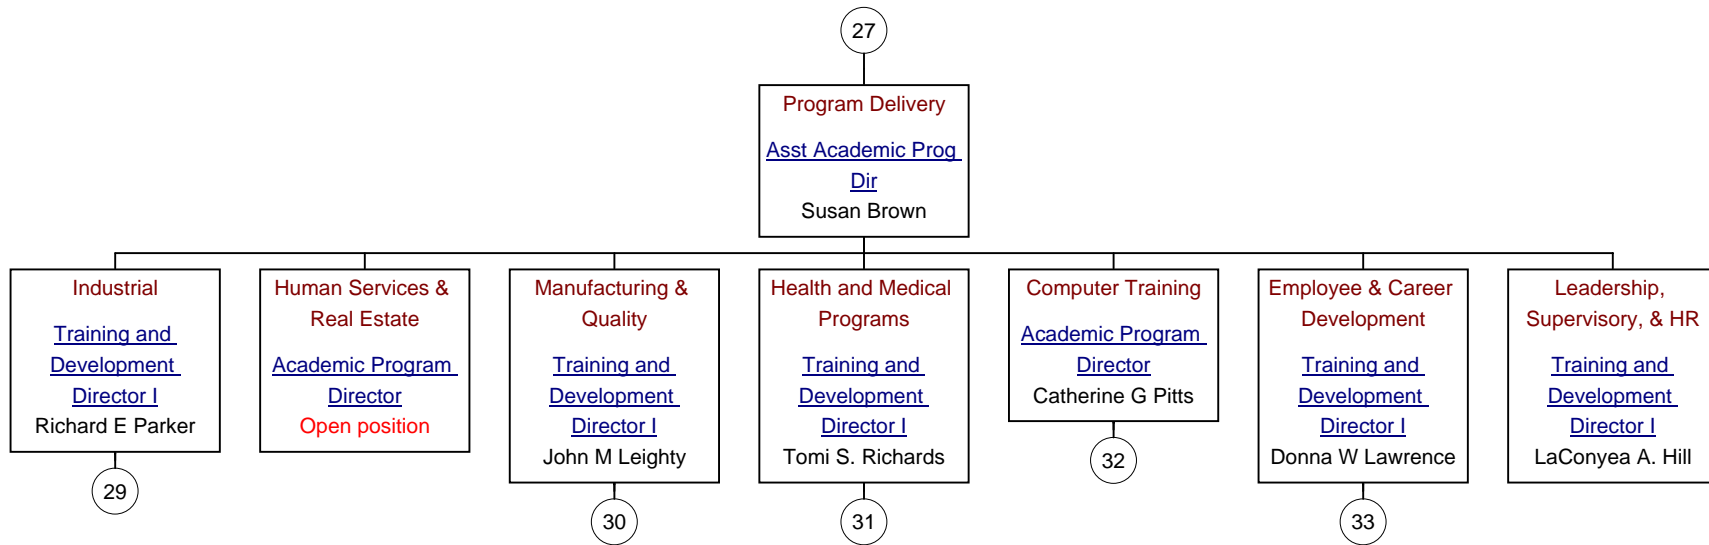 27
Program Delivery
Asst Academic Prog
Dir
Susan Brown
Industrial
Training and
Development
Director I
Richard E Parker
29
Human Services &
Real Estate
Academic Program
Director
Open position
Manufacturing &
Quality
Training and
Development
Director I
John M Leighty
30
Health and Medical
Programs
Training and
Development
Director I
Tomi S. Richards
31
Computer Training
Academic Program
Director
Catherine G Pitts
32
Employee & Career
Development
Training and
Development
Director I
Donna W Lawrence
33
Leadership,
Supervisory, & HR
Training and
Development
Director I
LaConyea A. Hill